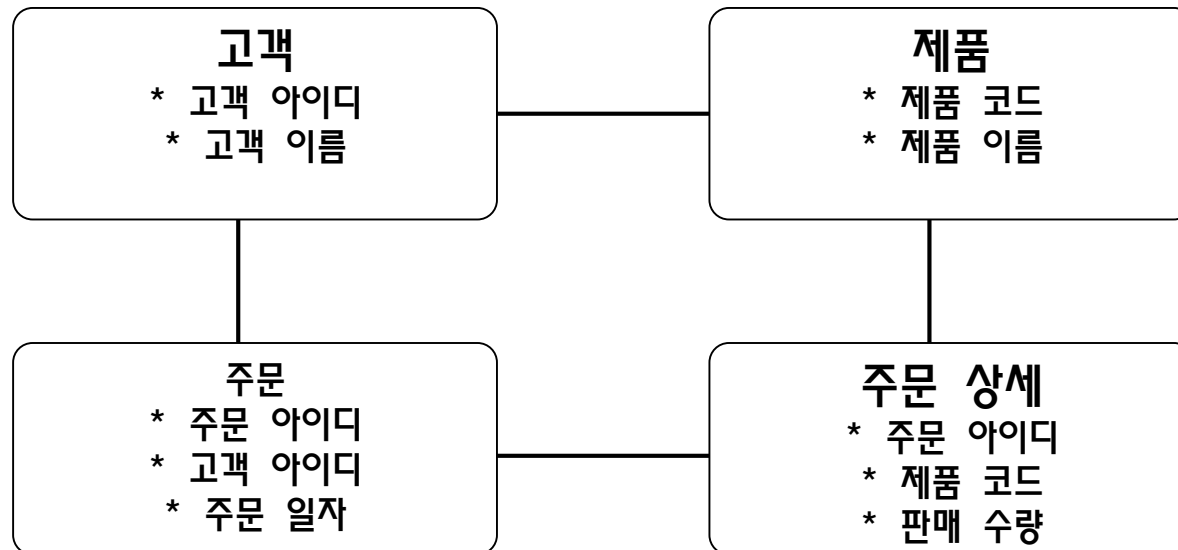 고객
* 고객 아이디
* 고객 이름
제품
* 제품 코드
* 제품 이름
주문
* 주문 아이디
* 고객 아이디
* 주문 일자
주문 상세
* 주문 아이디
* 제품 코드
* 판매 수량